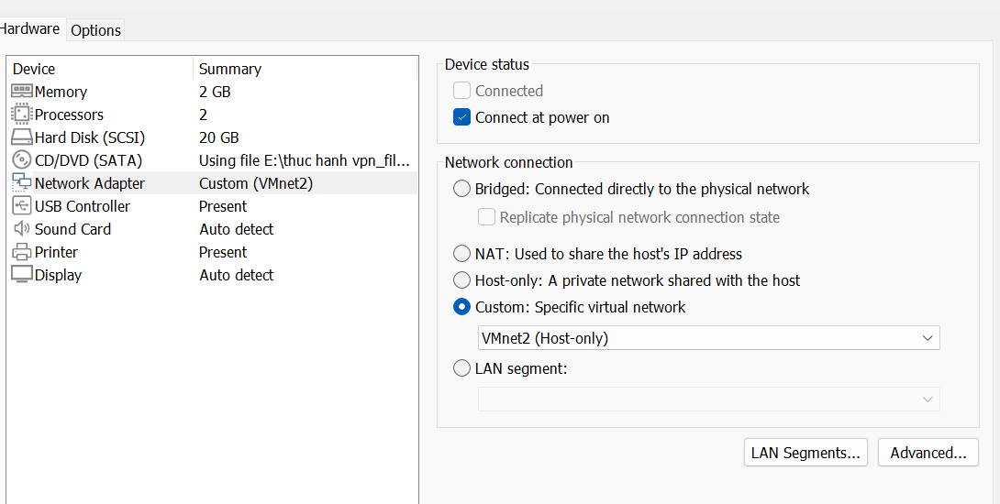 Hardware Options
Device Summary
Memory 2 GB
Processors 2
Hard Disk (SCSI) 20 GB
CD/DVD (SATA) Using file E:\thuc hanh vpn_fil...
Network Adapter Custom (VMnet2)
USB Controller Present
Sound Card Auto detect
Printer Present
Display Auto detect
Device status
Connected
Connect at power on
Network connection
Bridged: Connected directly to the physical network
Replicate physical network connection state
NAT: Used to share the host's IP address
Host-only: A private network shared with the host
Custom: Specific virtual network
VMnet2 (Host-only)
LAN segment:
LAN Segments... Advanced...